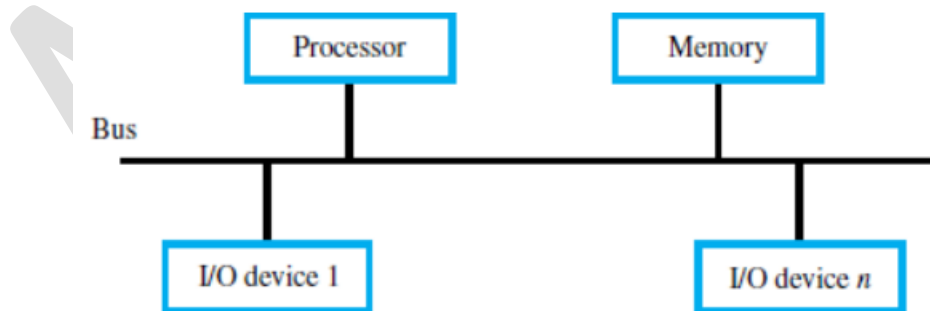 Processor
Memory
Bus
I/O device 1
I/O device n